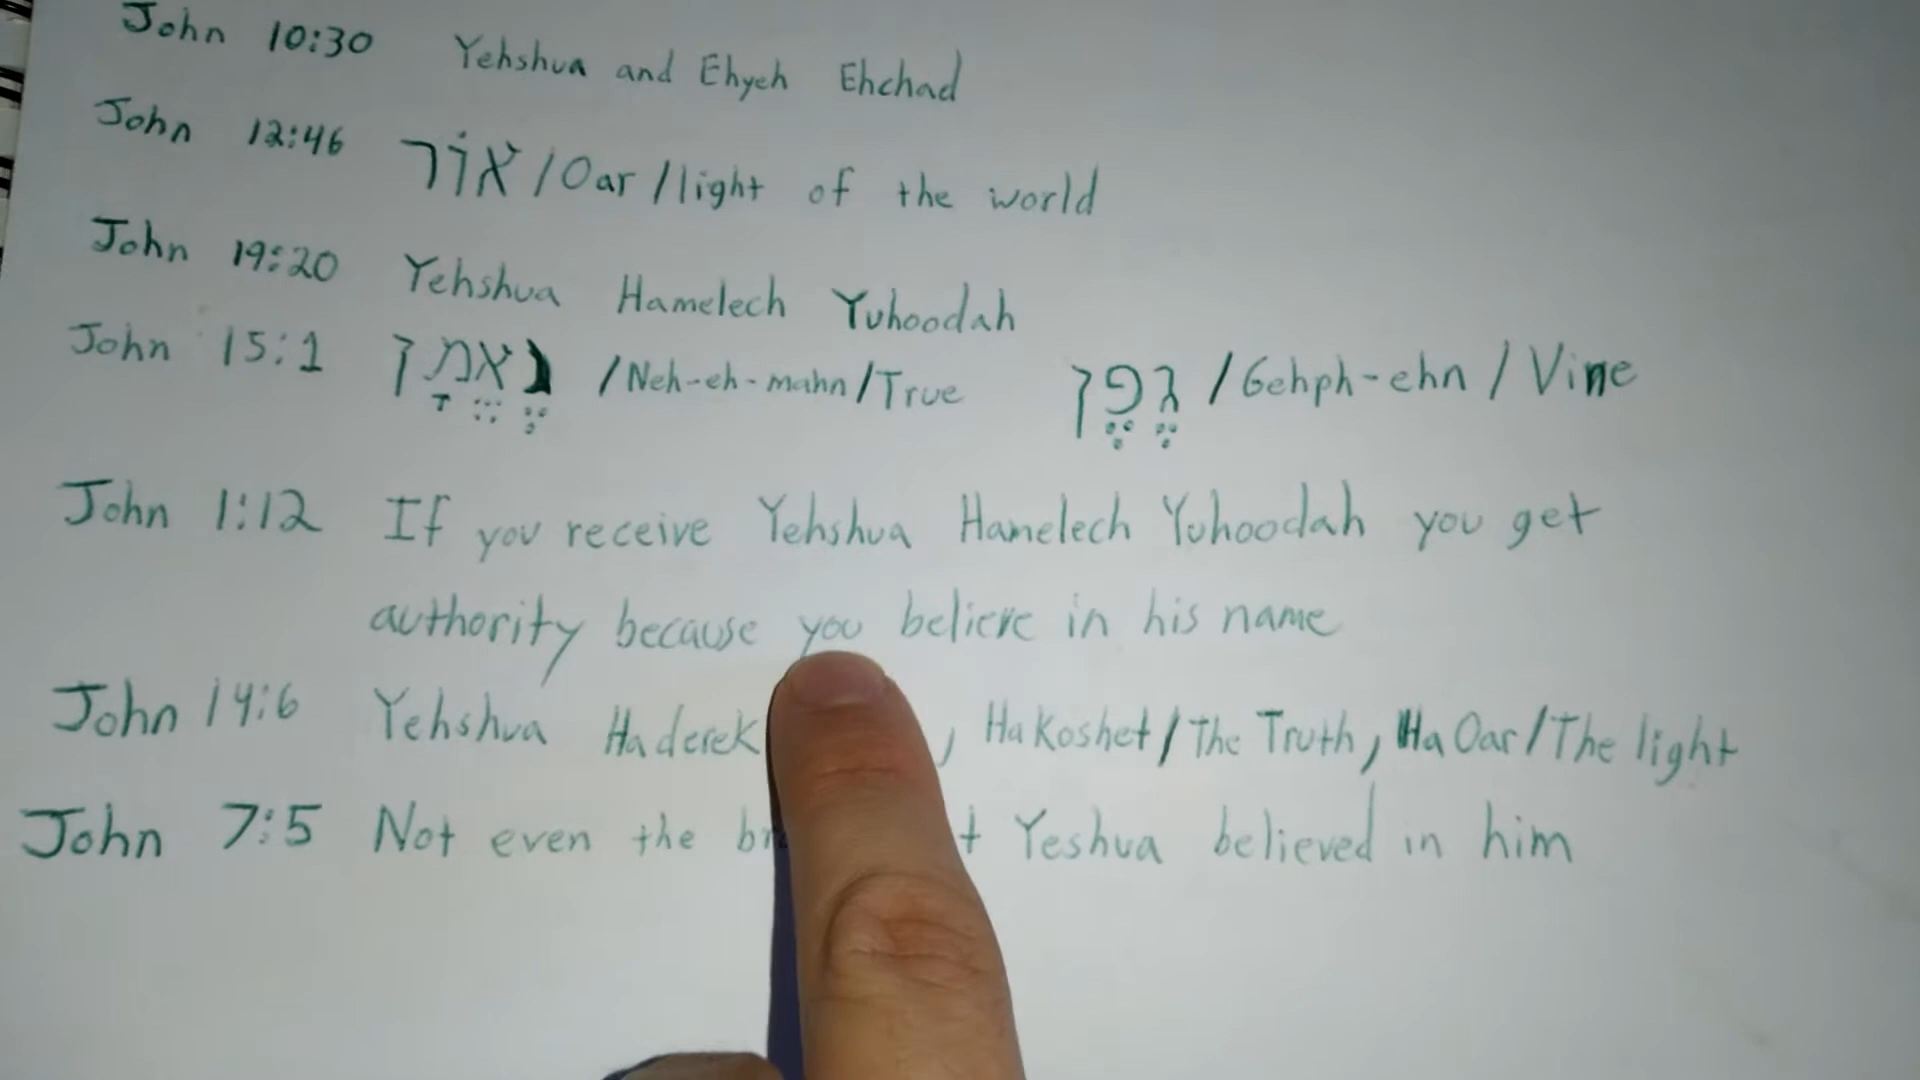 John 10:30 Yehshua and Ehyeh Ehchad
John 12:46 אוֹר / Oar / light of the world
John 19:20 Yehshua Hamelech Yuhoodah
John 15:1 נֶאֱמָן / Neh-eh-mahn / True גֶפֶן / Gehph-ehn / Vine
John 1:12 If you receive Yehshua Hamelech Yuhoodah you get
authority because you believe in his name
John 14:6 Yehshua Haderek , HaKoshet / The Truth, Ha Oar / The light
John 7:5 Not even the Yeshua believed in him